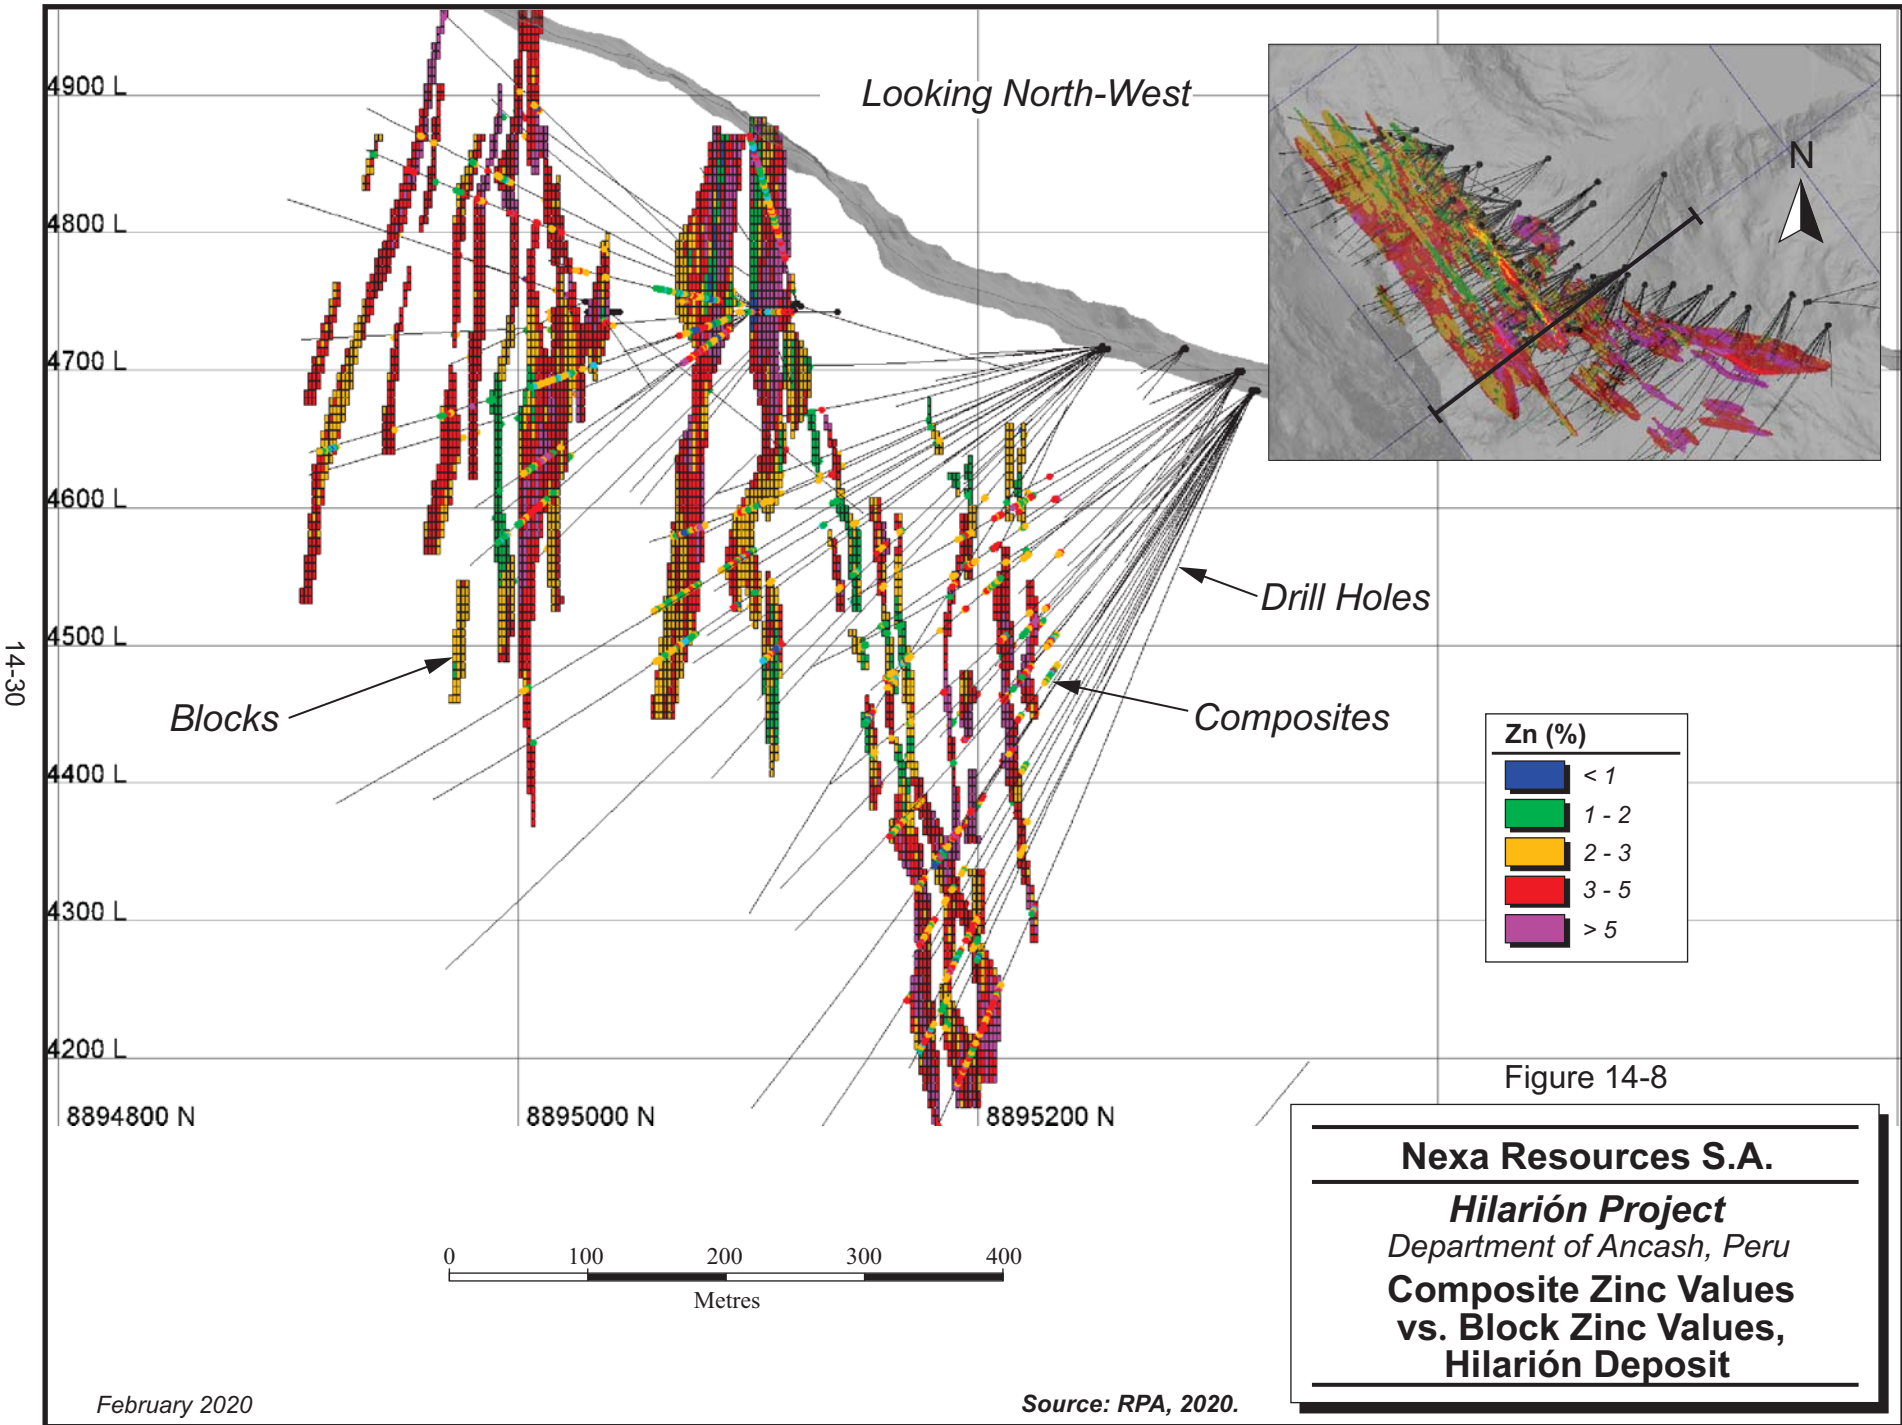 4900 L
Looking North-West
N
4800 L
4700 L
4600 L
Drill Holes
4500 L
14-30
Blocks
Composites
Zn (%)
< 1
1 - 2
2 - 3
3 - 5
> 5
4400 L
4300 L
4200 L
8894800 N
8895000 N
8895200 N
Figure 14-8
Nexa Resources S.A.
Hilarión Project
Department of Ancash, Peru
Composite Zinc Values
vs. Block Zinc Values,
Hilarión Deposit
0 100 200 300 400
Metres
February 2020
Source: RPA, 2020.